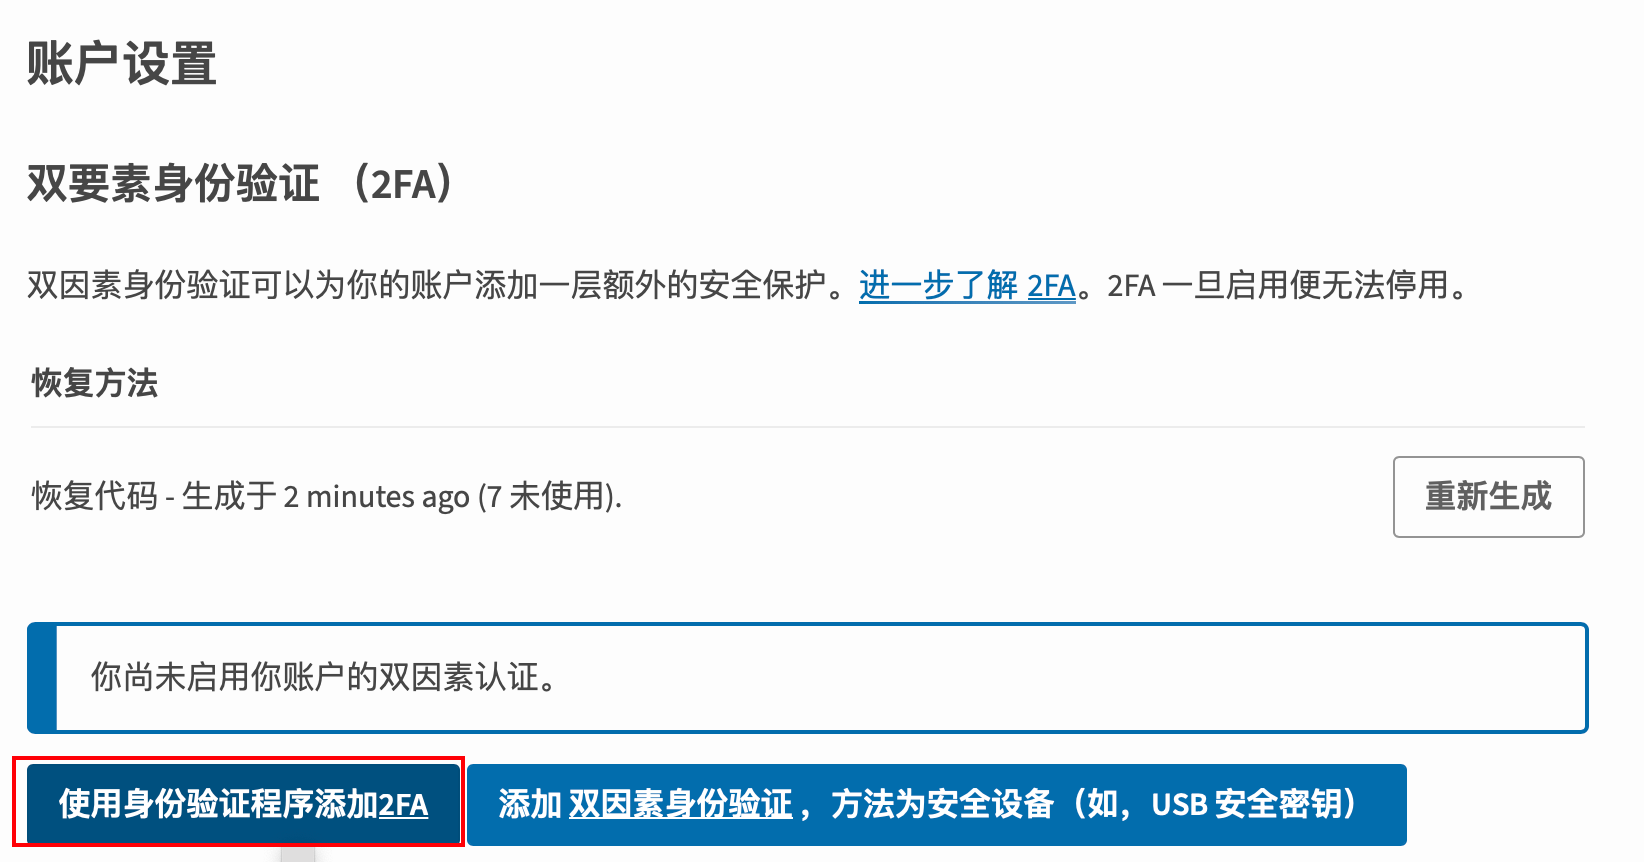 账户设置
双要素身份验证 （2FA）
双因素身份验证可以为你的账户添加一层额外的安全保护。进一步了解 2FA。2FA 一旦启用便无法停用。
恢复方法
恢复代码 - 生成于 2 minutes ago (7 未使用).
重新生成
你尚未启用你账户的双因素认证。
使用身份验证程序添加2FA
添加 双因素身份验证 ，方法为安全设备（如，USB 安全密钥）